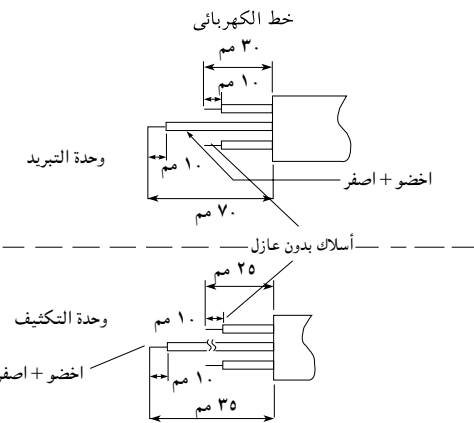 خط الكهربائى
٣٠ مم
١٠ مم
وحدة التبريد
١٠ مم
اخضو + اصفر
٧٠ مم
أسلاك بدون عازل
٢٥ مم
وحدة التكثيف
١٠ مم
اخضو + اصفر
١٠ مم
٣٥ مم